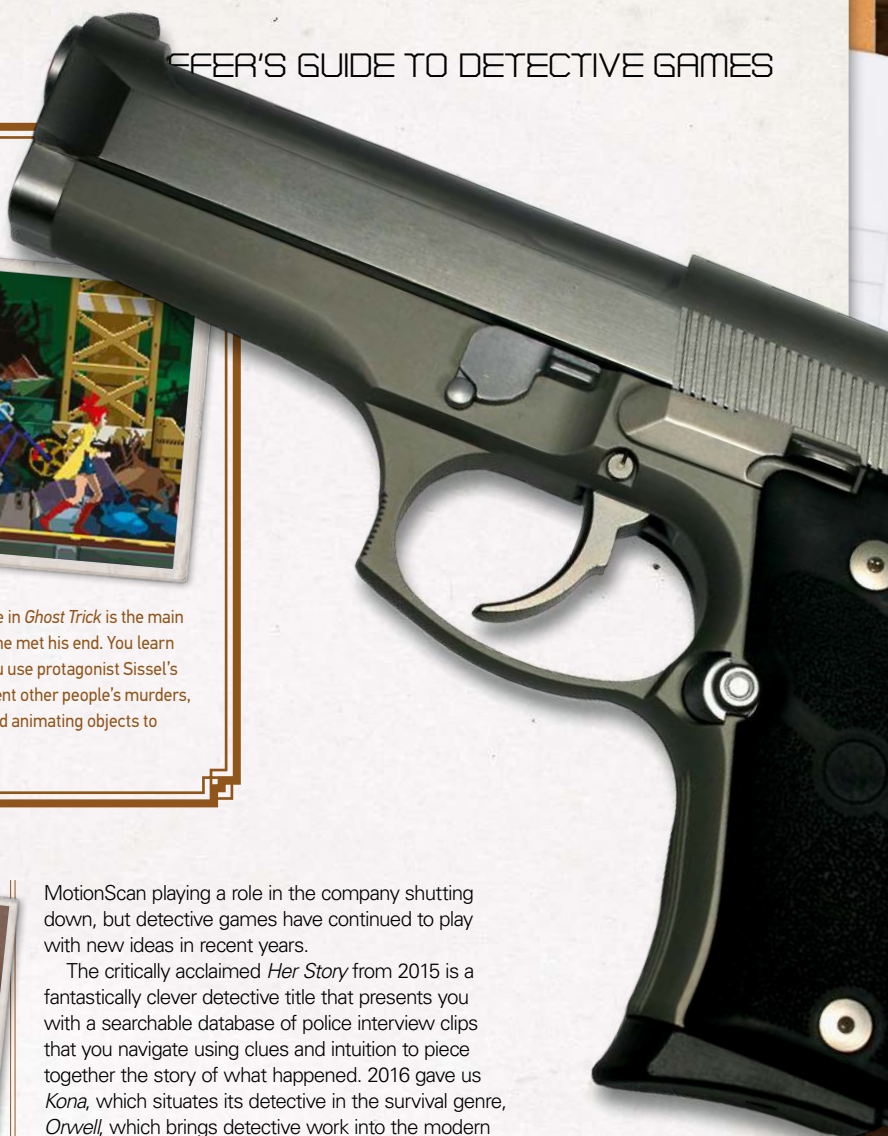 EFFER'S GUIDE TO DETECTIVE GAMES
e in Ghost Trick is the main
he met his end. You learn
u use protagonist Sissel's
ent other people's murders,
d animating objects to
MotionScan playing a role in the company shutting
down, but detective games have continued to play
with new ideas in recent years.
The critically acclaimed Her Story from 2015 is a
fantastically clever detective title that presents you
with a searchable database of police interview clips
that you navigate using clues and intuition to piece
together the story of what happened. 2016 gave us
Kona, which situates its detective in the survival genre,
Orwell, which brings detective work into the modern